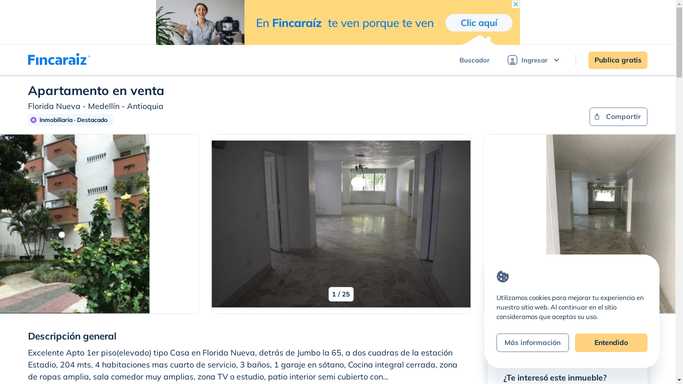 En Fincaraíz te ven porque te ven
Clic aquí
Fincaraíz
Buscador
Ingresar
Publica gratis
Apartamento en venta
Florida Nueva - Medellín - Antioquia
Inmobiliaria · Destacado
Compartir
1 / 25
Utilizamos cookies para mejorar tu experiencia en
nuestro sitio web. Al continuar en el sitio
consideramos que aceptas su uso.
Más información
Entendido
Descripción general
Excelente Apto 1er piso(elevado) tipo Casa en Florida Nueva, detrás de Jumbo la 65, a dos cuadras de la estación
Estadio, 204 mts, 4 habitaciones mas cuarto de servicio, 3 baños, 1 garaje en sótano, Cocina integral cerrada, zona
de ropas amplia, sala comedor muy amplias, zona TV o estudio, patio interior semi cubierto con...
¿Te interesó este inmueble?